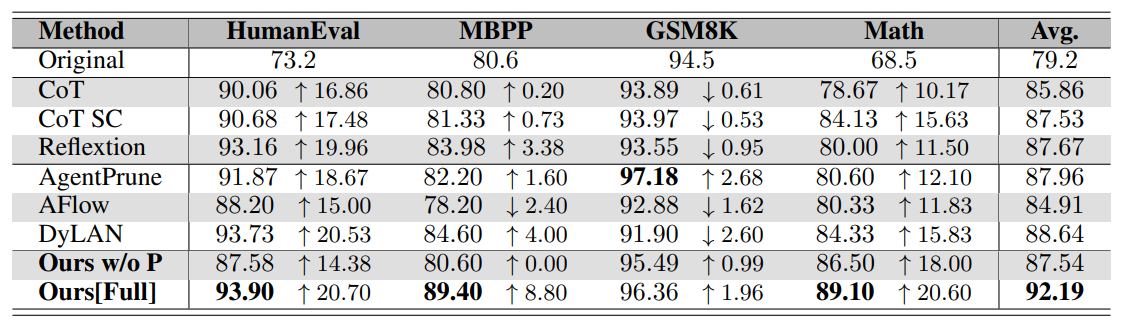 Method HumanEval MBPP GSM8K Math Avg.
Original 73.2 80.6 94.5 68.5 79.2
CoT 90.06 ↑ 16.86 80.80 ↑ 0.20 93.89 ↓ 0.61 78.67 ↑ 10.17 85.86
CoT SC 90.68 ↑ 17.48 81.33 ↑ 0.73 93.97 ↓ 0.53 84.13 ↑ 15.63 87.53
Reflextion 93.16 ↑ 19.96 83.98 ↑ 3.38 93.55 ↓ 0.95 80.00 ↑ 11.50 87.67
AgentPrune 91.87 ↑ 18.67 82.20 ↑ 1.60 97.18 ↑ 2.68 80.60 ↑ 12.10 87.96
AFlow 88.20 ↑ 15.00 78.20 ↓ 2.40 92.88 ↓ 1.62 80.33 ↑ 11.83 84.91
DyLAN 93.73 ↑ 20.53 84.60 ↑ 4.00 91.90 ↓ 2.60 84.33 ↑ 15.83 88.64
Ours w/o P 87.58 ↑ 14.38 80.60 ↑ 0.00 95.49 ↑ 0.99 86.50 ↑ 18.00 87.54
Ours[Full] 93.90 ↑ 20.70 89.40 ↑ 8.80 96.36 ↑ 1.96 89.10 ↑ 20.60 92.19